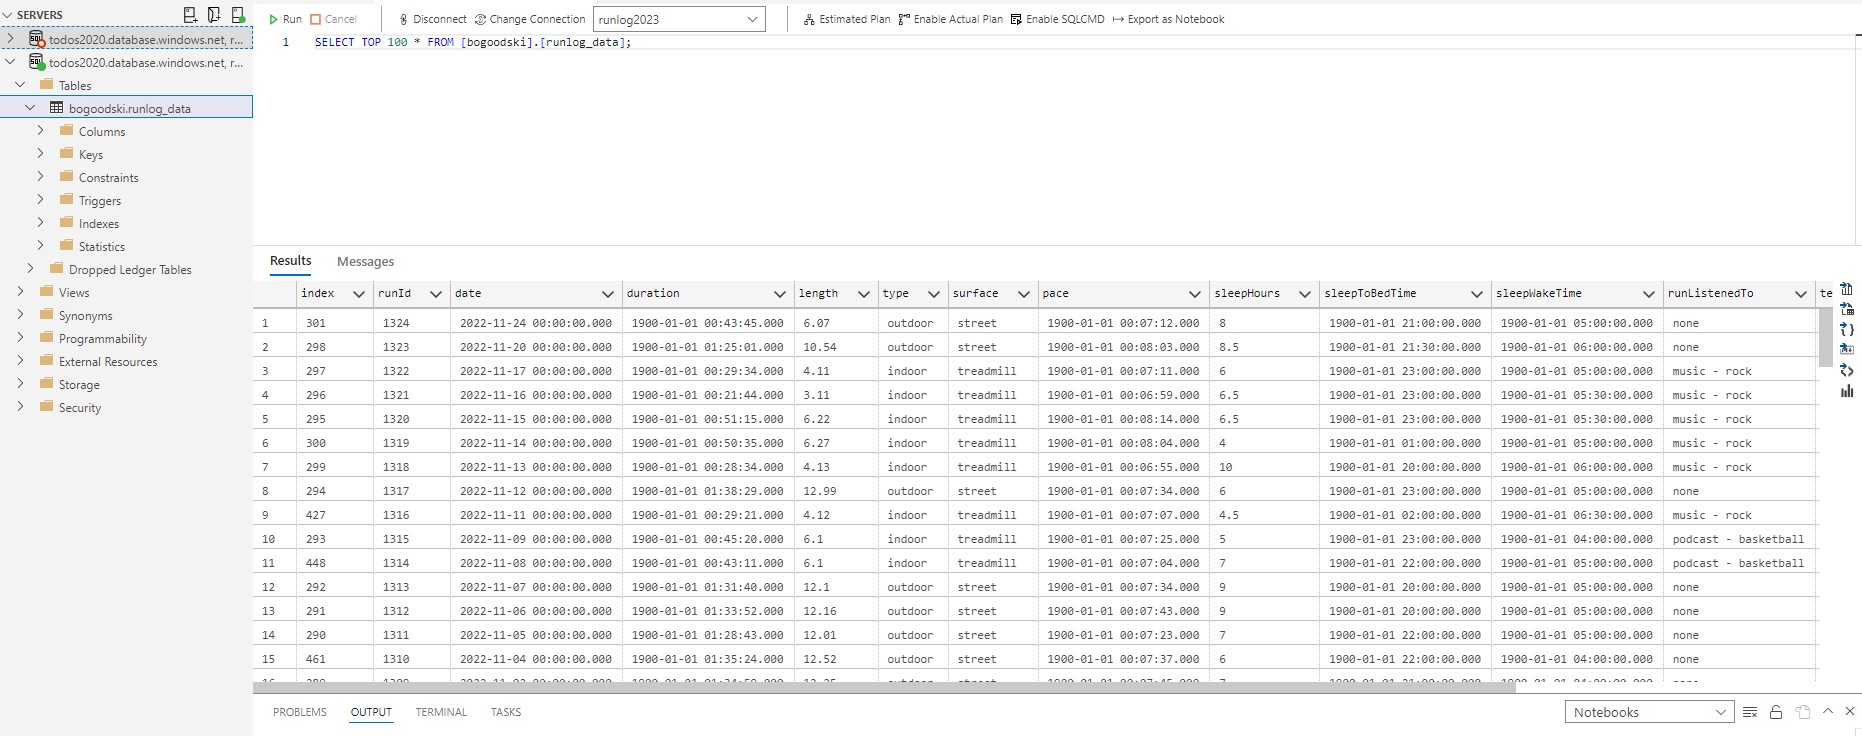 SERVERS
todos2020.database.windows.net, r...
todos2020.database.windows.net, r...
Tables
bogoodski.runlog_data
Columns
Keys
Constraints
Triggers
Indexes
Statistics
Dropped Ledger Tables
Views
Synonyms
Programmability
External Resources
Storage
Security
Run Cancel Disconnect Change Connection runlog2023 Estimated Plan Enable Actual Plan Enable SQLCMD Export as Notebook
1 SELECT TOP 100 * FROM [bogoodski].[runlog_data];
Results Messages
index runId date duration length type surface pace sleepHours sleepToBedTime sleepWakeTime runListenedTo te
1 301 1324 2022-11-24 00:00:00.000 1900-01-01 00:43:45.000 6.07 outdoor street 1900-01-01 00:07:12.000 8 1900-01-01 21:00:00.000 1900-01-01 05:00:00.000 none
2 298 1323 2022-11-20 00:00:00.000 1900-01-01 01:25:01.000 10.54 outdoor street 1900-01-01 00:08:03.000 8.5 1900-01-01 21:30:00.000 1900-01-01 06:00:00.000 none
3 297 1322 2022-11-17 00:00:00.000 1900-01-01 00:29:34.000 4.11 indoor treadmill 1900-01-01 00:07:11.000 6 1900-01-01 23:00:00.000 1900-01-01 05:00:00.000 music - rock
4 296 1321 2022-11-16 00:00:00.000 1900-01-01 00:21:44.000 3.11 indoor treadmill 1900-01-01 00:06:59.000 6.5 1900-01-01 23:00:00.000 1900-01-01 05:30:00.000 music - rock
5 295 1320 2022-11-15 00:00:00.000 1900-01-01 00:51:15.000 6.22 indoor treadmill 1900-01-01 00:08:14.000 6.5 1900-01-01 23:00:00.000 1900-01-01 05:30:00.000 music - rock
6 300 1319 2022-11-14 00:00:00.000 1900-01-01 00:50:35.000 6.27 indoor treadmill 1900-01-01 00:08:04.000 4 1900-01-01 01:00:00.000 1900-01-01 05:00:00.000 music - rock
7 299 1318 2022-11-13 00:00:00.000 1900-01-01 00:28:34.000 4.13 indoor treadmill 1900-01-01 00:06:55.000 10 1900-01-01 20:00:00.000 1900-01-01 06:00:00.000 music - rock
8 294 1317 2022-11-12 00:00:00.000 1900-01-01 01:38:29.000 12.99 outdoor street 1900-01-01 00:07:34.000 6 1900-01-01 23:00:00.000 1900-01-01 05:00:00.000 none
9 427 1316 2022-11-11 00:00:00.000 1900-01-01 00:29:21.000 4.12 indoor treadmill 1900-01-01 00:07:07.000 4.5 1900-01-01 02:00:00.000 1900-01-01 06:30:00.000 music - rock
10 293 1315 2022-11-09 00:00:00.000 1900-01-01 00:45:20.000 6.1 indoor treadmill 1900-01-01 00:07:25.000 5 1900-01-01 23:00:00.000 1900-01-01 04:00:00.000 podcast - basketball
11 448 1314 2022-11-08 00:00:00.000 1900-01-01 00:43:11.000 6.1 indoor treadmill 1900-01-01 00:07:04.000 7 1900-01-01 22:00:00.000 1900-01-01 05:00:00.000 podcast - basketball
12 292 1313 2022-11-07 00:00:00.000 1900-01-01 01:31:40.000 12.1 outdoor street 1900-01-01 00:07:34.000 9 1900-01-01 20:00:00.000 1900-01-01 05:00:00.000 none
13 291 1312 2022-11-06 00:00:00.000 1900-01-01 01:33:52.000 12.16 outdoor street 1900-01-01 00:07:43.000 9 1900-01-01 20:00:00.000 1900-01-01 05:00:00.000 none
14 290 1311 2022-11-05 00:00:00.000 1900-01-01 01:28:43.000 12.01 outdoor street 1900-01-01 00:07:23.000 7 1900-01-01 22:00:00.000 1900-01-01 05:00:00.000 none
15 461 1310 2022-11-04 00:00:00.000 1900-01-01 01:35:24.000 12.52 outdoor street 1900-01-01 00:07:37.000 6 1900-01-01 22:00:00.000 1900-01-01 04:00:00.000 none
PROBLEMS OUTPUT TERMINAL TASKS Notebooks